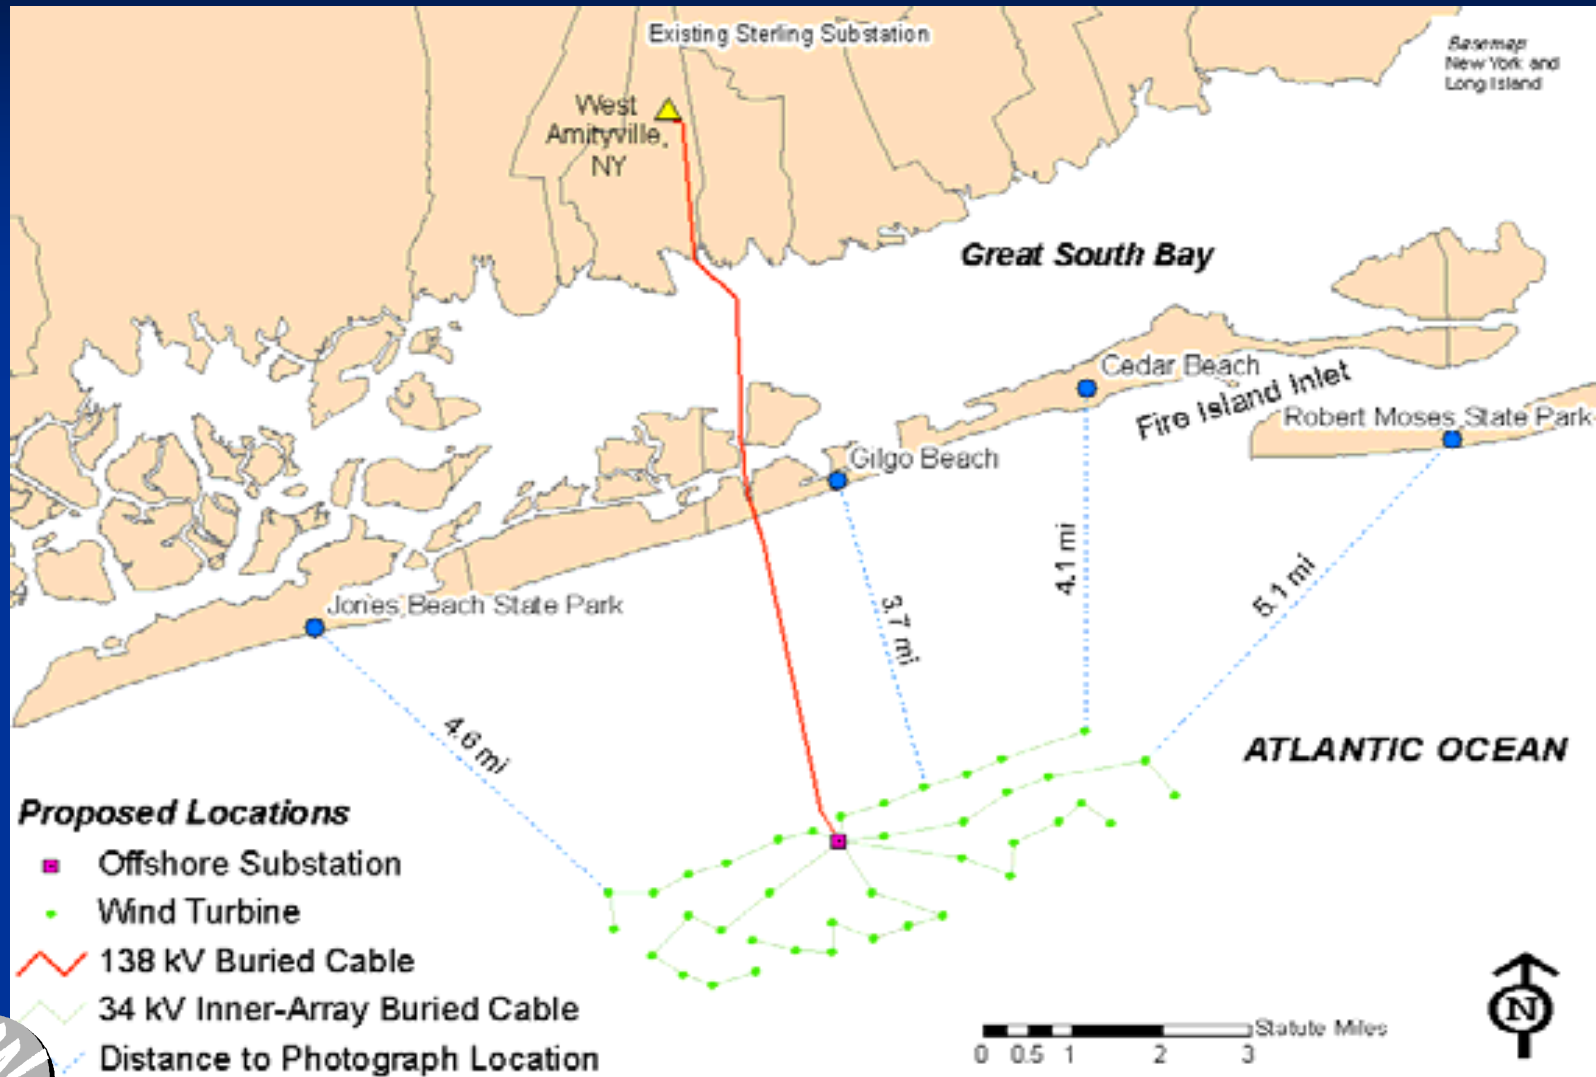 Existing Sterling Substation
Basemap
New York and
Long Island
West
Amityville,
NY
Great South Bay
Cedar Beach
Fire Island Inlet
Robert Moses State Park
Gilgo Beach
4.1 mi
5.1 mi
3.7 mi
Jones Beach State Park
4.6 mi
ATLANTIC OCEAN
Proposed Locations
Offshore Substation
Wind Turbine
138 kV Buried Cable
34 kV Inner-Array Buried Cable
Distance to Photograph Location
N
Statute Miles
0 0.5 1 2 3